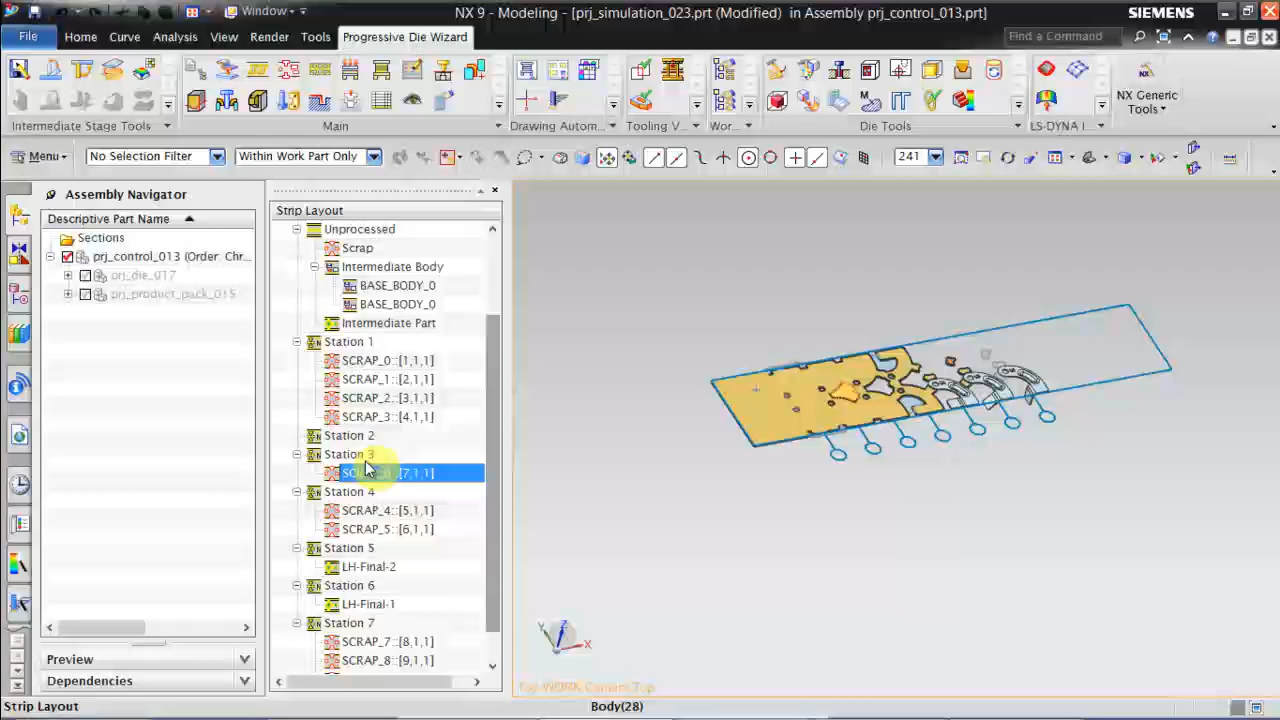 Window
NX 9 - Modeling - [prj_simulation_023.prt (Modified) in Assembly prj_control_013.prt]
SIEMENS
File
Home
Curve
Analysis
View
Render
Tools
Progressive Die Wizard
Find a Command
NX Generic
Tools
Intermediate Stage Tools
Main
Drawing Autom...
Tooling V...
Wor...
Die Tools
LS-DYNA I...
Menu
No Selection Filter
Within Work Part Only
241
Assembly Navigator
Descriptive Part Name
Sections
prj_control_013 (Order: Chr...
prj_die_017
prj_product_pack_015
Preview
Dependencies
Strip Layout
Unprocessed
Scrap
Intermediate Body
BASE_BODY_0
BASE_BODY_0
Intermediate Part
Station 1
SCRAP_0::[1,1,1]
SCRAP_1::[2,1,1]
SCRAP_2::[3,1,1]
SCRAP_3::[4,1,1]
Station 2
Station 3
[7,1,1]
Station 4
SCRAP_4::[5,1,1]
SCRAP_5::[6,1,1]
Station 5
LH-Final-2
Station 6
LH-Final-1
Station 7
SCRAP_7::[8,1,1]
SCRAP_8::[9,1,1]
Z
Y
X
Top WORK Camera Top
Strip Layout
Body(28)